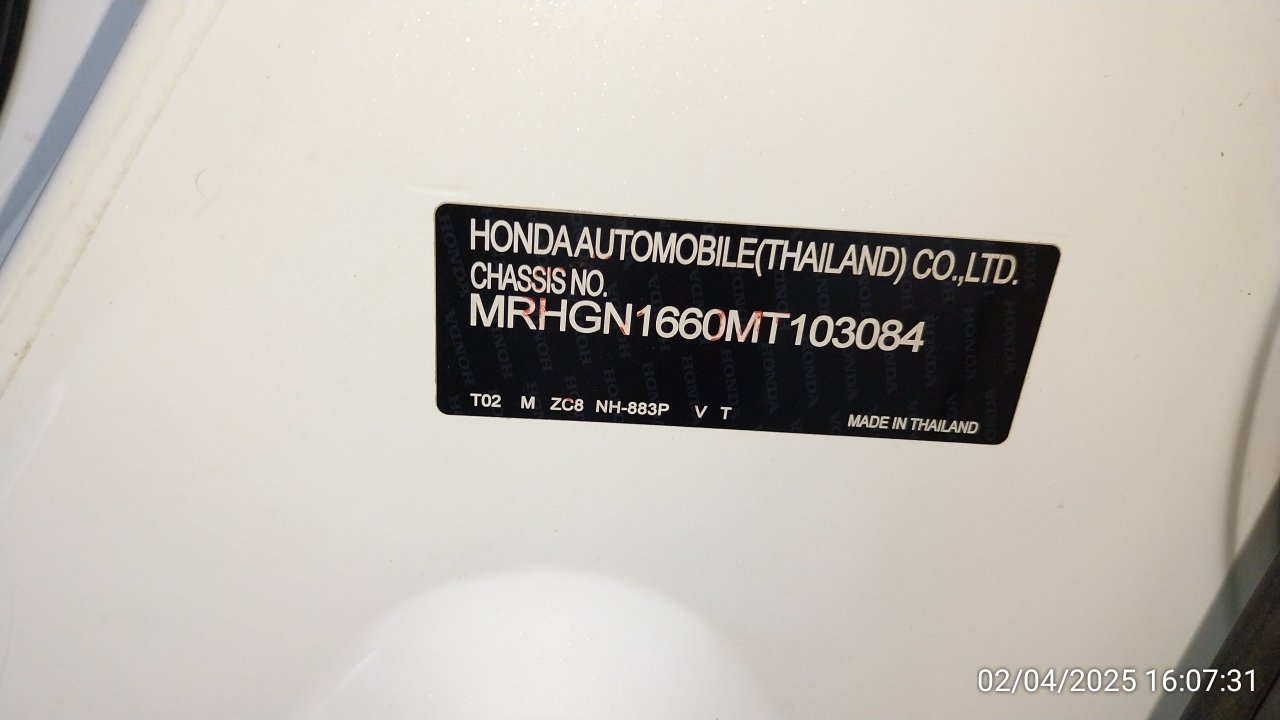 HONDA AUTOMOBILE (THAILAND) CO.,LTD.
CHASSIS NO.
MRHGN1660MT103084
T02 M ZC8 NH-883P V T
MADE IN THAILAND
02/04/2025 16:07:31